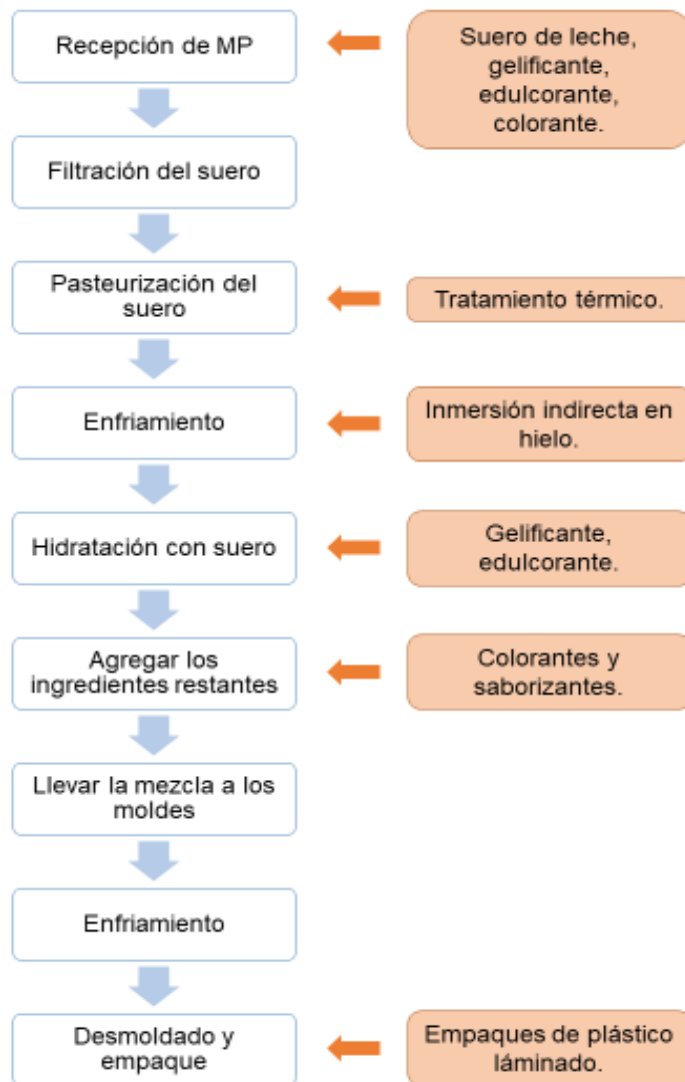 Recepción de MP
Suero de leche,
gelificante,
edulcorante,
colorante.
Filtración del suero
Pasteurización del
suero
Tratamiento térmico.
Enfriamiento
Inmersión indirecta en
hielo.
Hidratación con suero
Gelificante,
edulcorante.
Agregar los
ingredientes restantes
Colorantes y
saborizantes.
Llevar la mezcla a los
moldes
Enfriamiento
Desmoldado y
empaque
Empaques de plástico
láminado.